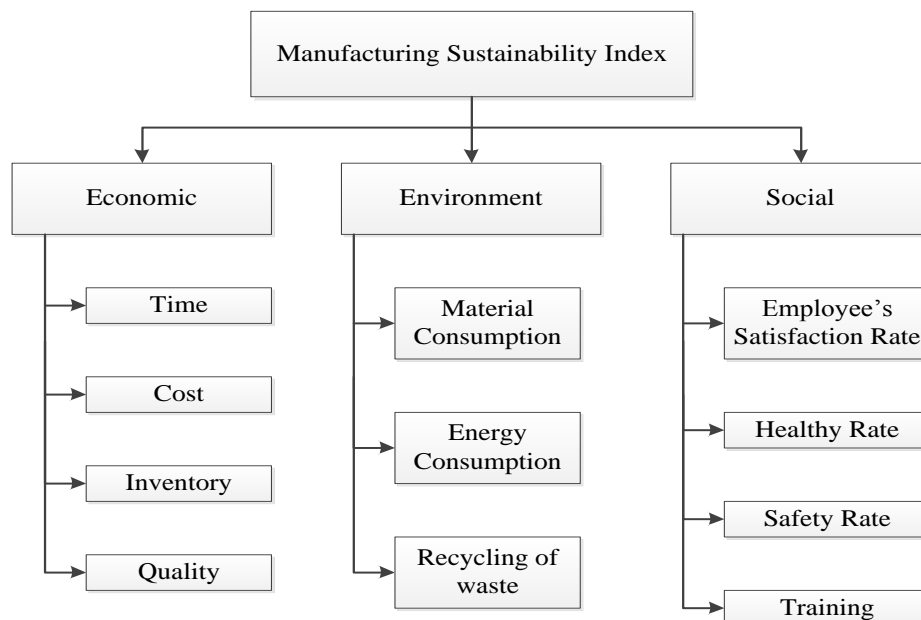 Manufacturing Sustainability Index
Economic
Time
Cost
Inventory
Quality
Environment
Material
Consumption
Energy
Consumption
Recycling of
waste
Social
Employee’s
Satisfaction Rate
Healthy Rate
Safety Rate
Training